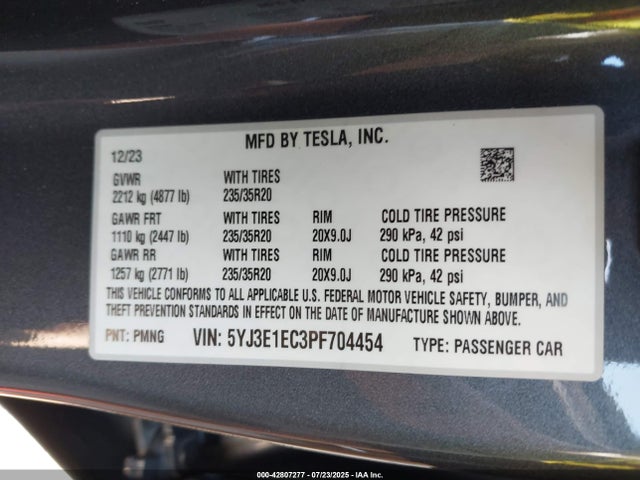 MFD BY TESLA, INC.
12/23
GVWR WITH TIRES
2212 kg (4877 lb) 235/35R20
GAWR FRT WITH TIRES RIM COLD TIRE PRESSURE
1110 kg (2447 lb) 235/35R20 20X9.0J 290 kPa, 42 psi
GAWR RR WITH TIRES RIM COLD TIRE PRESSURE
1257 kg (2771 lb) 235/35R20 20X9.0J 290 kPa, 42 psi
THIS VEHICLE CONFORMS TO ALL APPLICABLE U.S. FEDERAL MOTOR VEHICLE SAFETY, BUMPER, AND
THEFT PREVENTION STANDARDS IN EFFECT ON THE DATE OF MANUFACTURE SHOWN ABOVE.
PNT: PMNG VIN: 5YJ3E1EC3PF704454 TYPE: PASSENGER CAR
000-42807277 - 07/23/2025 - IAA Inc.